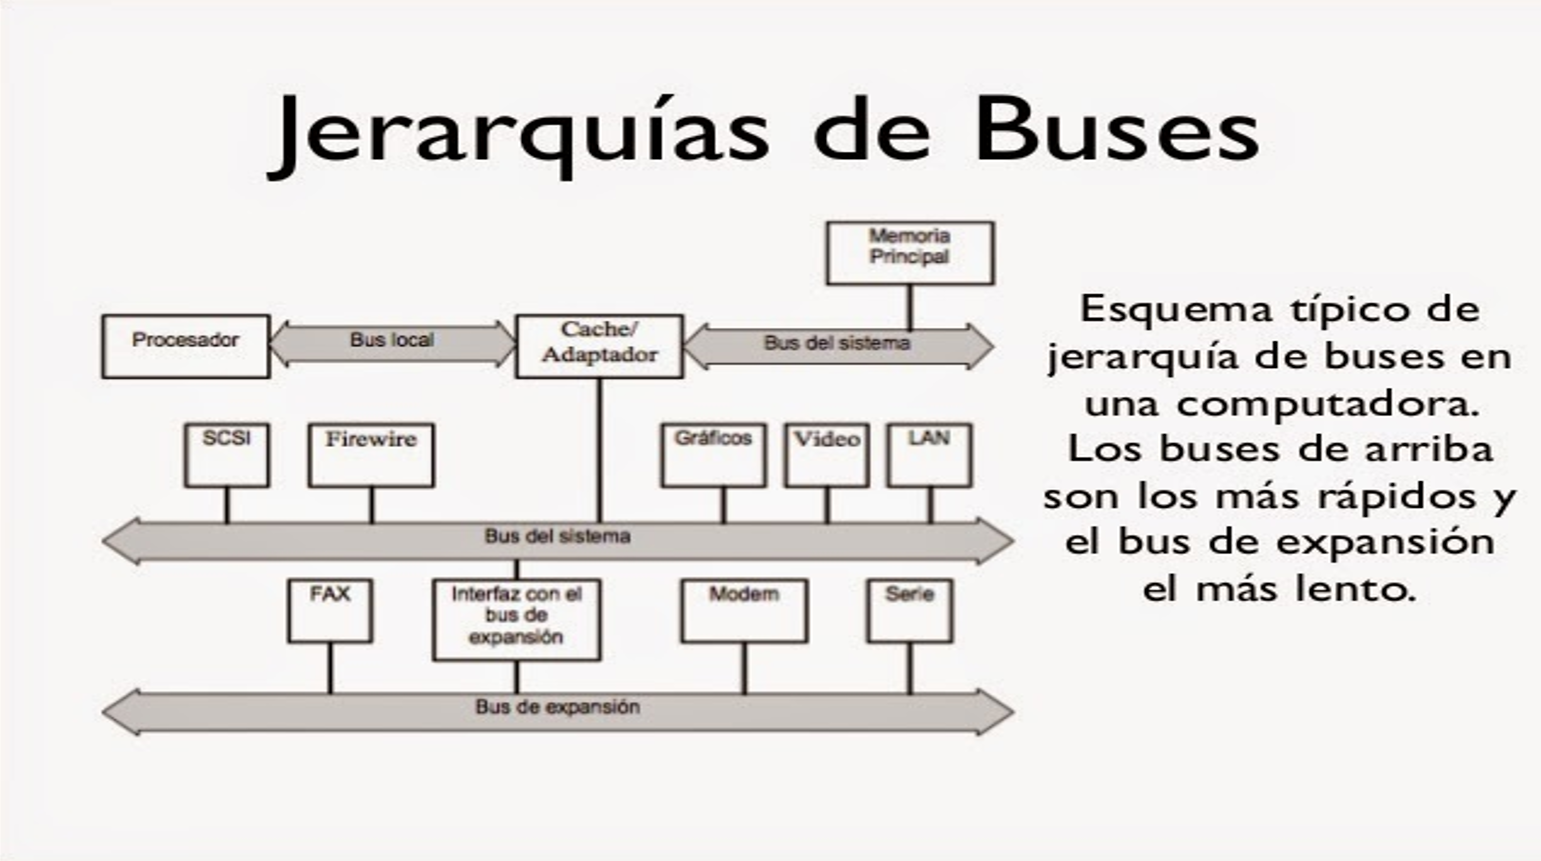 Jerarquías de Buses
Memoria
Principal
Procesador
Bus local
Cache/
Adaptador
Bus del sistema
SCSI
Firewire
Gráficos
Video
LAN
Bus del sistema
FAX
Interfaz con el
bus de
expansión
Modem
Serie
Bus de expansión
Esquema típico de
jerarquía de buses en
una computadora.
Los buses de arriba
son los más rápidos y
el bus de expansión
el más lento.